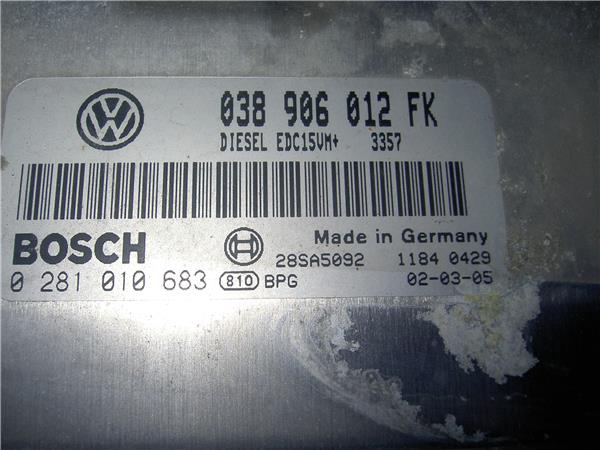 VW
038 906 012 FK
DIESEL EDC15VM+ 3357
BOSCH
Made in Germany
28SA5092 1184 0429
0 281 010 683 810 BPG 02-03-05